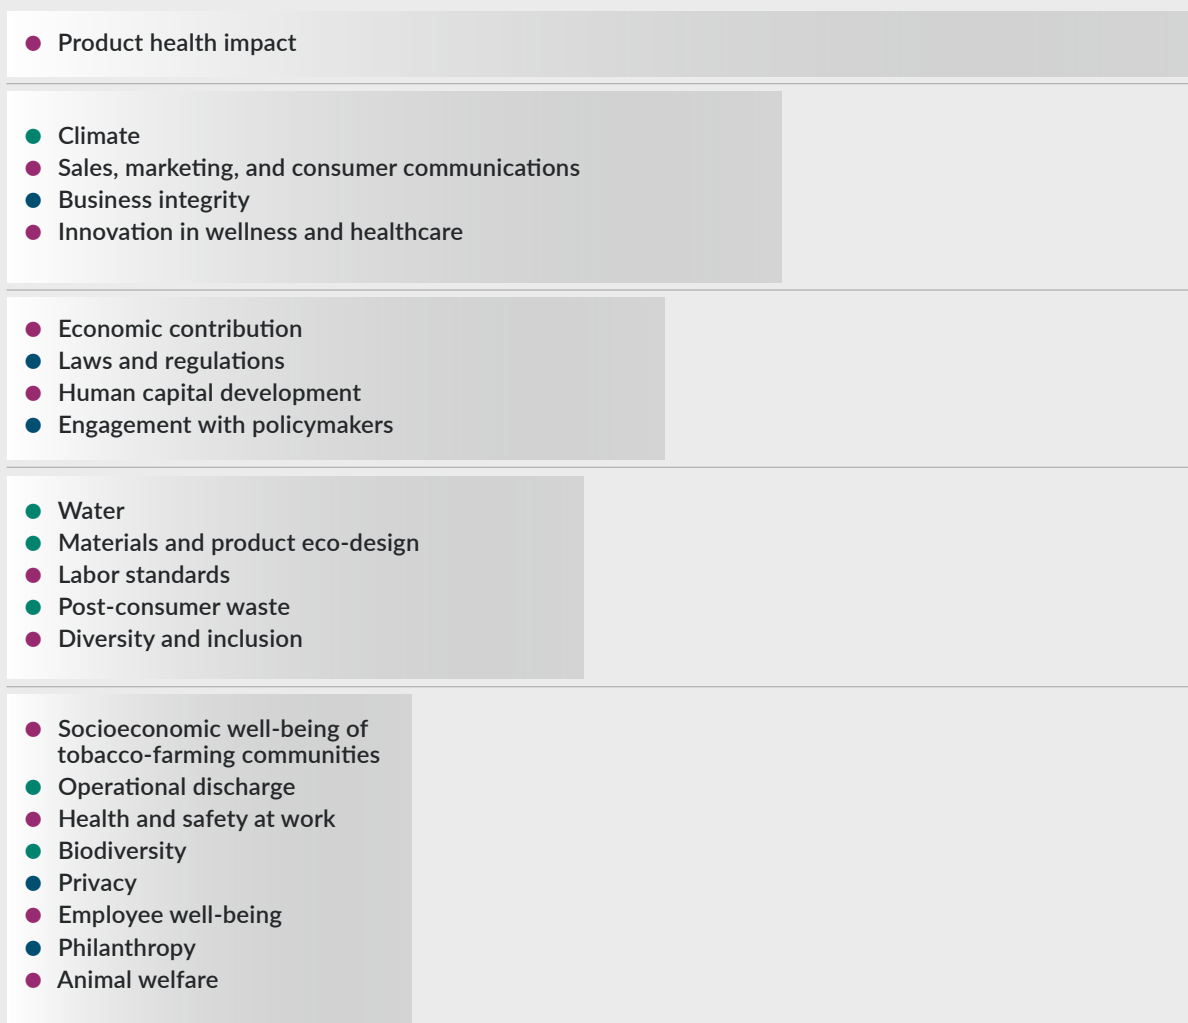 Product health impact
Climate
Sales, marketing, and consumer communications
Business integrity
Innovation in wellness and healthcare
Economic contribution
Laws and regulations
Human capital development
Engagement with policymakers
Water
Materials and product eco-design
Labor standards
Post-consumer waste
Diversity and inclusion
Socioeconomic well-being of
tobacco-farming communities
Operational discharge
Health and safety at work
Biodiversity
Privacy
Employee well-being
Philanthropy
Animal welfare